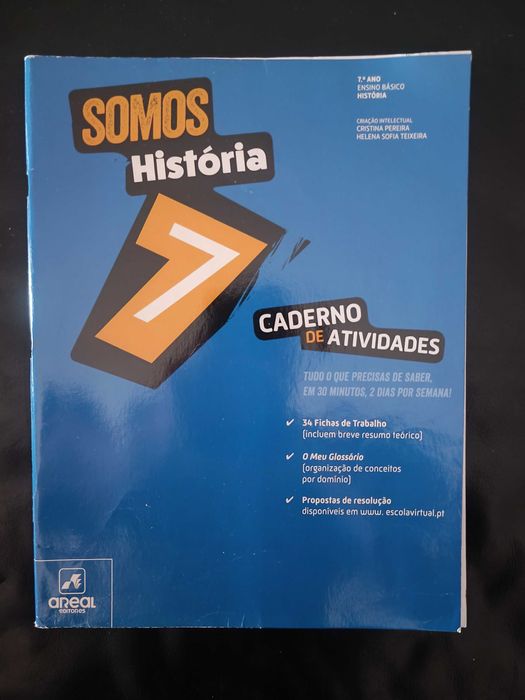 SOMOS
História
7
7.º ANO
ENSINO BÁSICO
HISTÓRIA
CRIAÇÃO INTELECTUAL
CRISTINA PEREIRA
HELENA SOFIA TEIXEIRA
CADERNO
DE ATIVIDADES
TUDO O QUE PRECISAS DE SABER,
EM 30 MINUTOS, 2 DIAS POR SEMANA!
✔ 34 Fichas de Trabalho
(incluem breve resumo teórico)
✔ O Meu Glossário
(organização de conceitos
por domínio)
✔ Propostas de resolução
disponíveis em www. escolavirtual.pt
AREAL
EDITORES